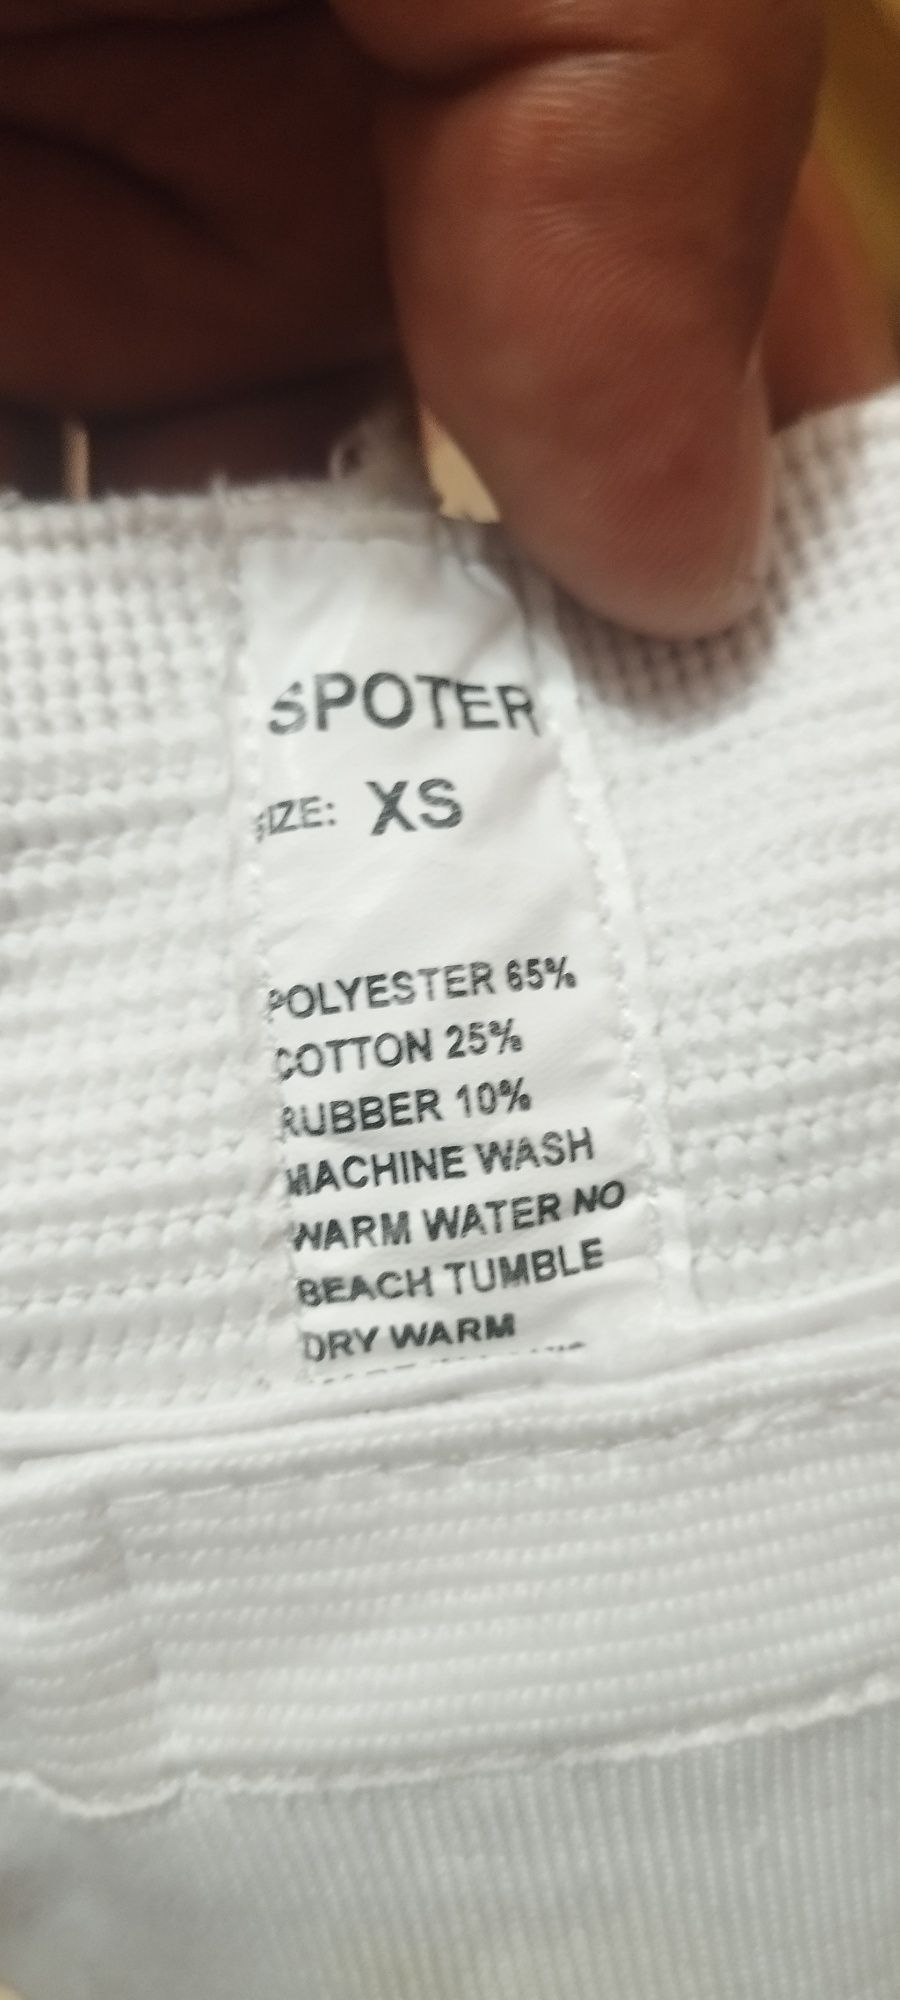 SPOTER
SIZE: XS
POLYESTER 65%
COTTON 25%
RUBBER 10%
MACHINE WASH
WARM WATER NO
BEACH TUMBLE
DRY WARM